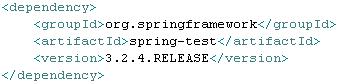 <dependency>
    <groupId>org.springframework</groupId>
    <artifactId>spring-test</artifactId>
    <version>3.2.4.RELEASE</version>
</dependency>